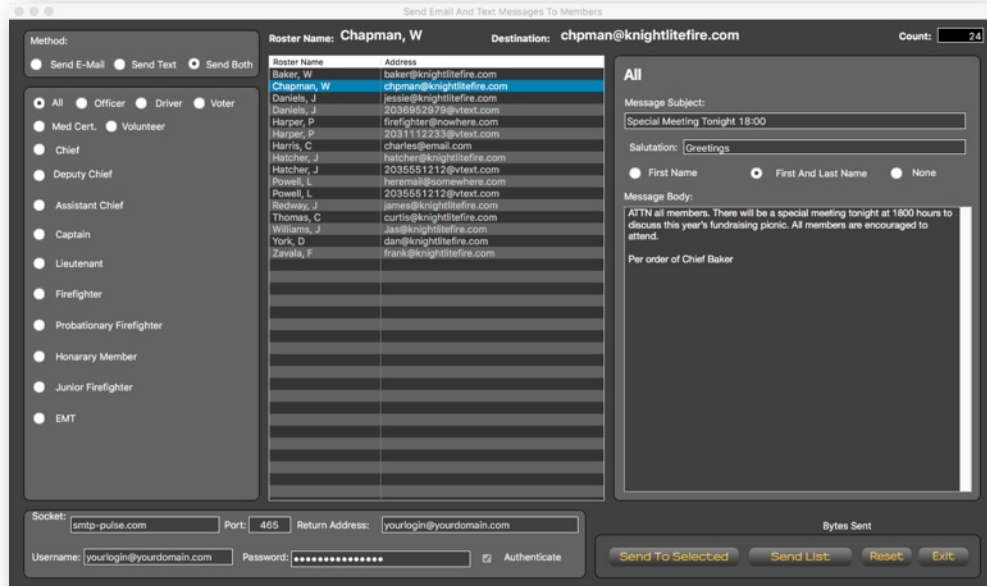 Send Email And Text Messages To Members
Method:
Send E-Mail Send Text Send Both
Roster Name: Chapman, W Destination: chpman@knightlitefire.com Count: 24
All Officer Driver Voter
Med Cert. Volunteer
Chief
Deputy Chief
Assistant Chief
Captain
Lieutenant
Firefighter
Probationary Firefighter
Honarary Member
Junior Firefighter
EMT
Roster Name Address
Baker, W baker@knightlitefire.com
Chapman, W chpman@knightlitefire.com
Daniels, J jessie@knightlitefire.com
Daniels, J 2036952979@vtext.com
Harper, P firefighter@nowhere.com
Harper, P 2031112233@vtext.com
Harris, C charles@email.com
Hatcher, J hatcher@knightlitefire.com
Hatcher, J 2035551212@vtext.com
Powell, L heremail@somewhere.com
Powell, L 2035551212@vtext.com
Redway, J james@knightlitefire.com
Thomas, C curtis@knightlitefire.com
Williams, J Jas@knightlitefire.com
York, D dan@knightlitefire.com
Zavala, F frank@knightlitefire.com
All
Message Subject:
Special Meeting Tonight 18:00
Salutation: Greetings
First Name First And Last Name None
Message Body:
ATTN all members. There will be a special meeting tonight at 1800 hours to
discuss this year's fundraising picnic. All members are encouraged to
attend.
Per order of Chief Baker
Socket: smtp-pulse.com Port: 465 Return Address: yourlogin@yourdomain.com
Username: yourlogin@yourdomain.com Password: ••••••••••••••• Authenticate
Bytes Sent
Send To Selected Send List Reset Exit